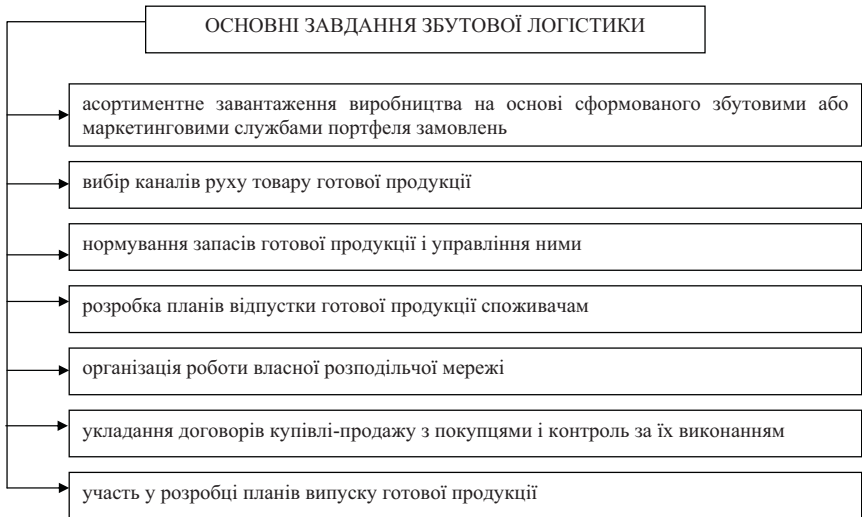 ОСНОВНІ ЗАВДАННЯ ЗБУТОВОЇ ЛОГІСТИКИ
асортиментне завантаження виробництва на основі сформованого збутовими або
маркетинговими службами портфеля замовлень
вибір каналів руху товару готової продукції
нормування запасів готової продукції і управління ними
розробка планів відпустки готової продукції споживачам
організація роботи власної розподільчої мережі
укладання договорів купівлі-продажу з покупцями і контроль за їх виконанням
участь у розробці планів випуску готової продукції